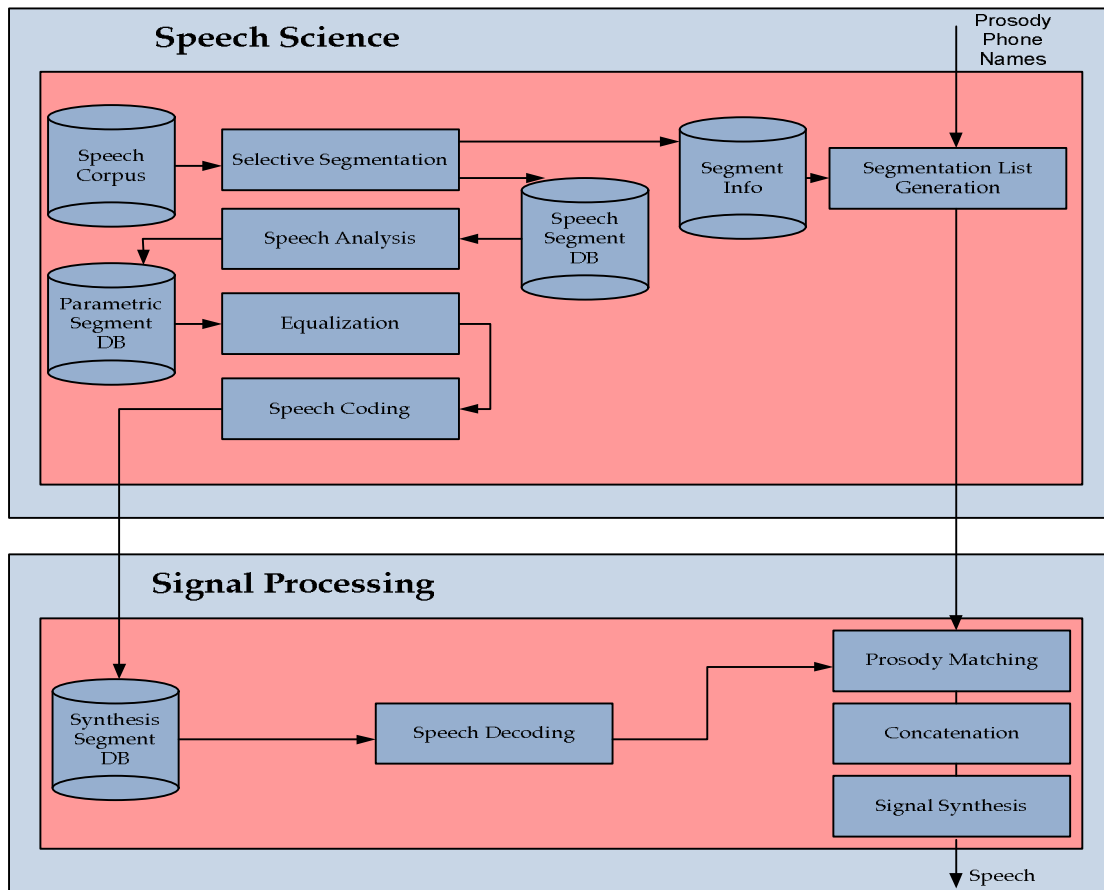 Speech Science
Prosody
Phone
Names
Speech
Corpus
Selective Segmentation
Segment
Info
Segmentation List
Generation
Speech Analysis
Speech
Segment
DB
Parametric
Segment
DB
Equalization
Speech Coding
Signal Processing
Prosody Matching
Synthesis
Segment
DB
Speech Decoding
Concatenation
Signal Synthesis
Speech